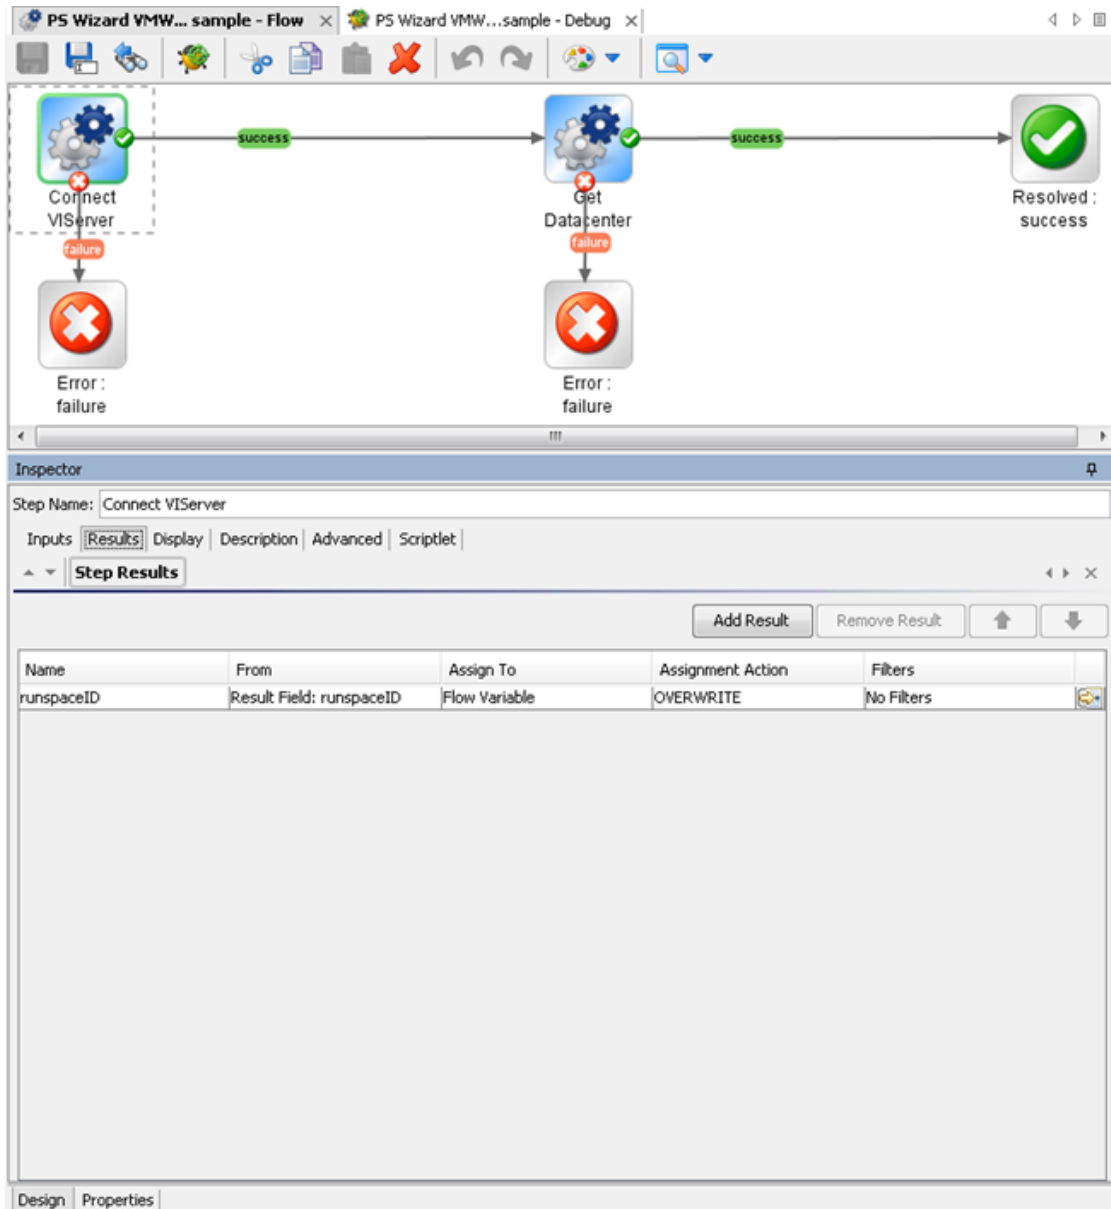 PS Wizard VMW... sample - Flow
PS Wizard VMW...sample - Debug
success
success
Connect
VIServer
Get
Datacenter
Resolved :
success
failure
failure
Error :
failure
Error :
failure
Inspector
Step Name: Connect VIServer
Inputs Results Display Description Advanced Scriptlet
Step Results
Add Result Remove Result
Name From Assign To Assignment Action Filters
runspaceID Result Field: runspaceID Flow Variable OVERWRITE No Filters
Design Properties